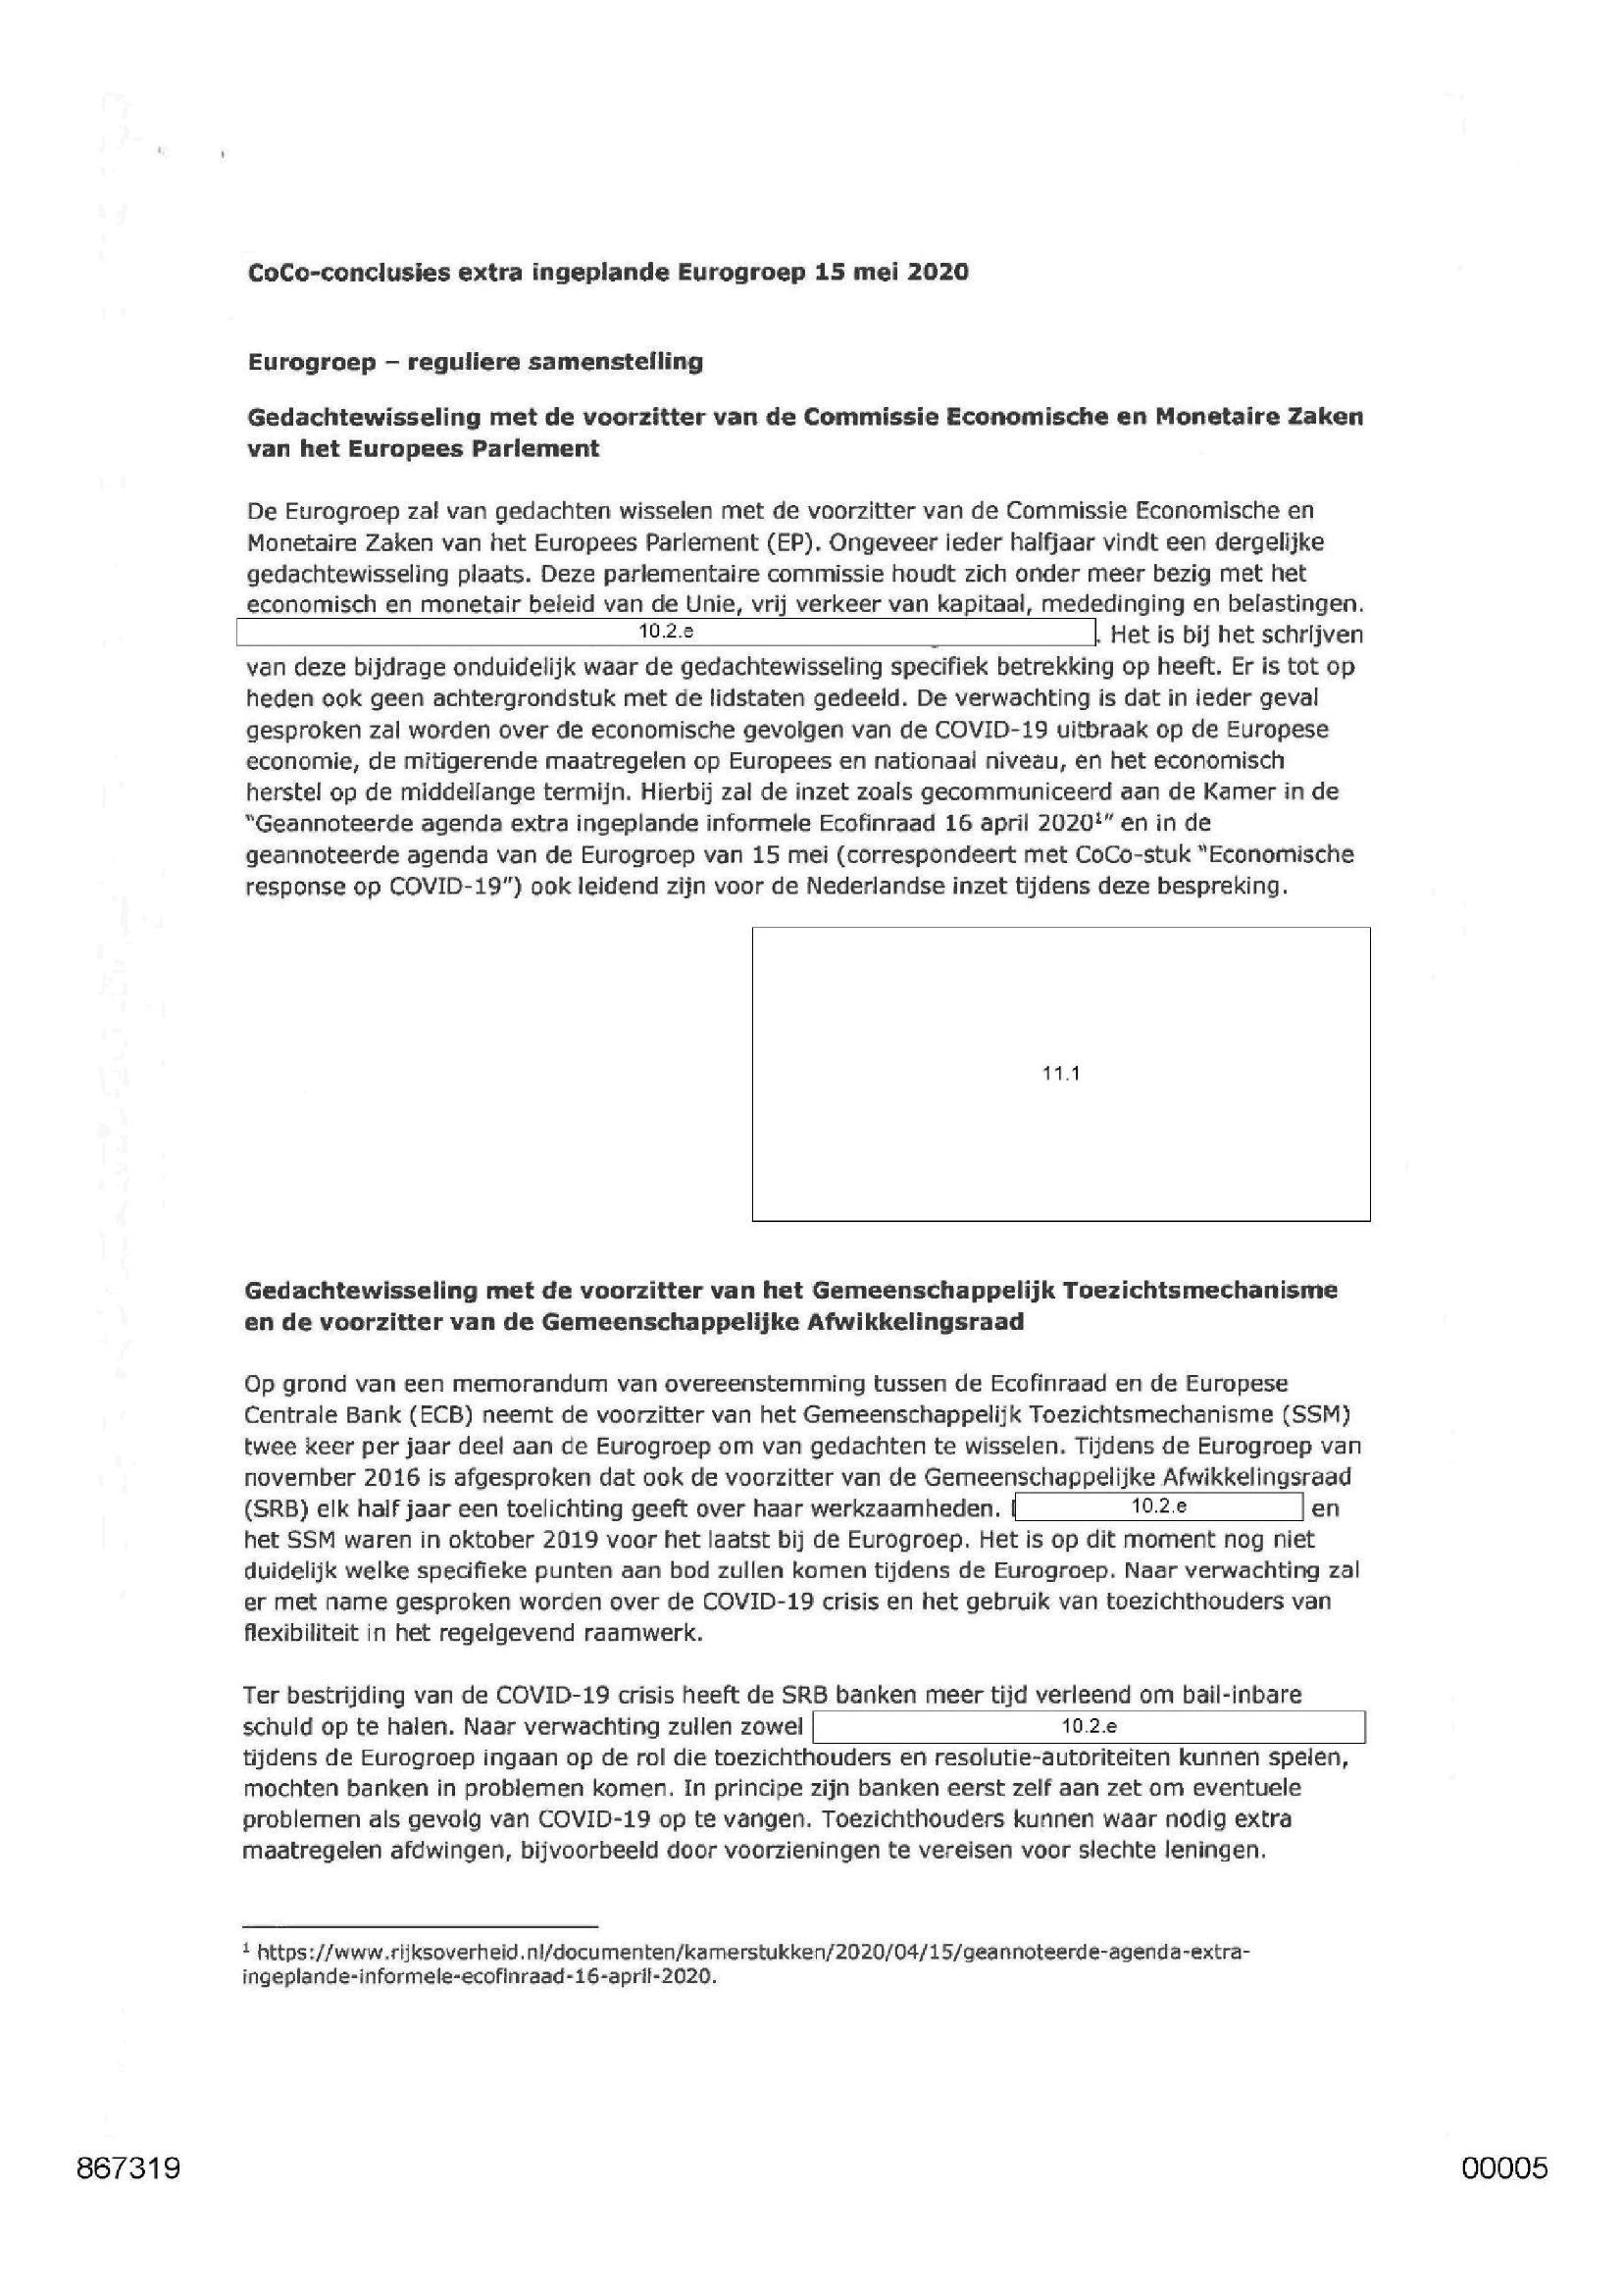 CoCo-conclusies extra ingeplande Eurogroep 15 mei 2020
Eurogroep – reguliere samenstelling
Gedachtewisseling met de voorzitter van de Commissie Economische en Monetaire Zaken
van het Europees Parlement
De Eurogroep zal van gedachten wisselen met de voorzitter van de Commissie Economische en
Monetaire Zaken van het Europees Parlement (EP). Ongeveer ieder halfjaar vindt een dergelijke
gedachtewisseling plaats. Deze parlementaire commissie houdt zich onder meer bezig met het
economisch en monetair beleid van de Unie, vrij verkeer van kapitaal, mededinging en belastingen.
10.2.e . Het is bij het schrijven
van deze bijdrage onduidelijk waar de gedachtewisseling specifiek betrekking op heeft. Er is tot op
heden ook geen achtergrondstuk met de lidstaten gedeeld. De verwachting is dat in ieder geval
gesproken zal worden over de economische gevolgen van de COVID-19 uitbraak op de Europese
economie, de mitigerende maatregelen op Europees en nationaal niveau, en het economisch
herstel op de middellange termijn. Hierbij zal de inzet zoals gecommuniceerd aan de Kamer in de
"Geannoteerde agenda extra ingeplande informele Ecofinraad 16 april 2020¹" en in de
geannoteerde agenda van de Eurogroep van 15 mei (correspondeert met CoCo-stuk "Economische
response op COVID-19") ook leidend zijn voor de Nederlandse inzet tijdens deze bespreking.
11.1
Gedachtewisseling met de voorzitter van het Gemeenschappelijk Toezichtsmechanisme
en de voorzitter van de Gemeenschappelijke Afwikkelingsraad
Op grond van een memorandum van overeenstemming tussen de Ecofinraad en de Europese
Centrale Bank (ECB) neemt de voorzitter van het Gemeenschappelijk Toezichtsmechanisme (SSM)
twee keer per jaar deel aan de Eurogroep om van gedachten te wisselen. Tijdens de Eurogroep van
november 2016 is afgesproken dat ook de voorzitter van de Gemeenschappelijke Afwikkelingsraad
(SRB) elk half jaar een toelichting geeft over haar werkzaamheden. 10.2.e en
het SSM waren in oktober 2019 voor het laatst bij de Eurogroep. Het is op dit moment nog niet
duidelijk welke specifieke punten aan bod zullen komen tijdens de Eurogroep. Naar verwachting zal
er met name gesproken worden over de COVID-19 crisis en het gebruik van toezichthouders van
flexibiliteit in het regelgevend raamwerk.
Ter bestrijding van de COVID-19 crisis heeft de SRB banken meer tijd verleend om bail-inbare
schuld op te halen. Naar verwachting zullen zowel 10.2.e
tijdens de Eurogroep ingaan op de rol die toezichthouders en resolutie-autoriteiten kunnen spelen,
mochten banken in problemen komen. In principe zijn banken eerst zelf aan zet om eventuele
problemen als gevolg van COVID-19 op te vangen. Toezichthouders kunnen waar nodig extra
maatregelen afdwingen, bijvoorbeeld door voorzieningen te vereisen voor slechte leningen.
¹ https://www.rijksoverheid.nl/documenten/kamerstukken/2020/04/15/geannoteerde-agenda-extra-
ingeplande-informele-ecofinraad-16-april-2020.
867319
00005